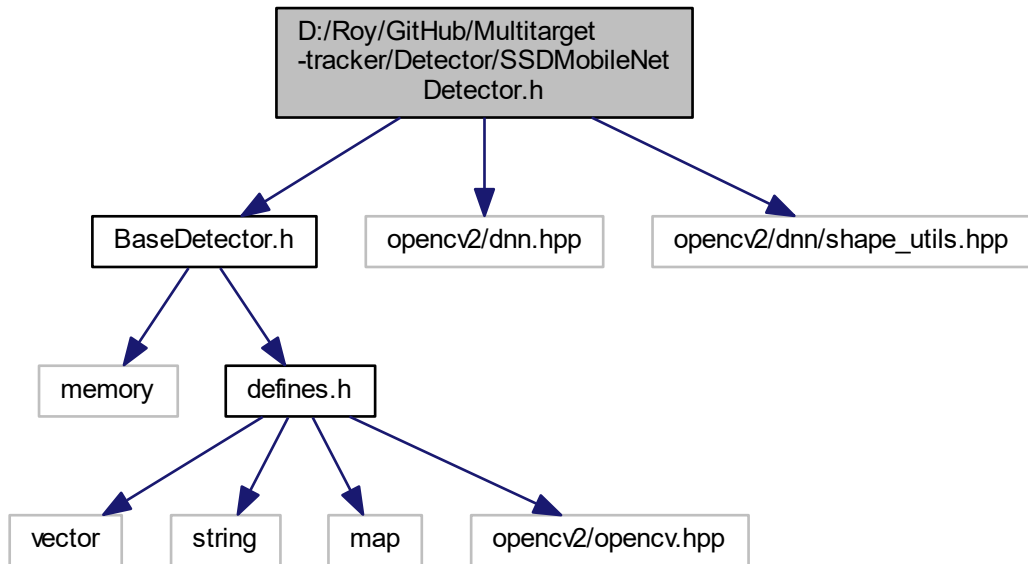 D:/Roy/GitHub/Multitarget
-tracker/Detector/SSDMobileNet
Detector.h
BaseDetector.h
opencv2/dnn.hpp
opencv2/dnn/shape_utils.hpp
memory
defines.h
vector
string
map
opencv2/opencv.hpp